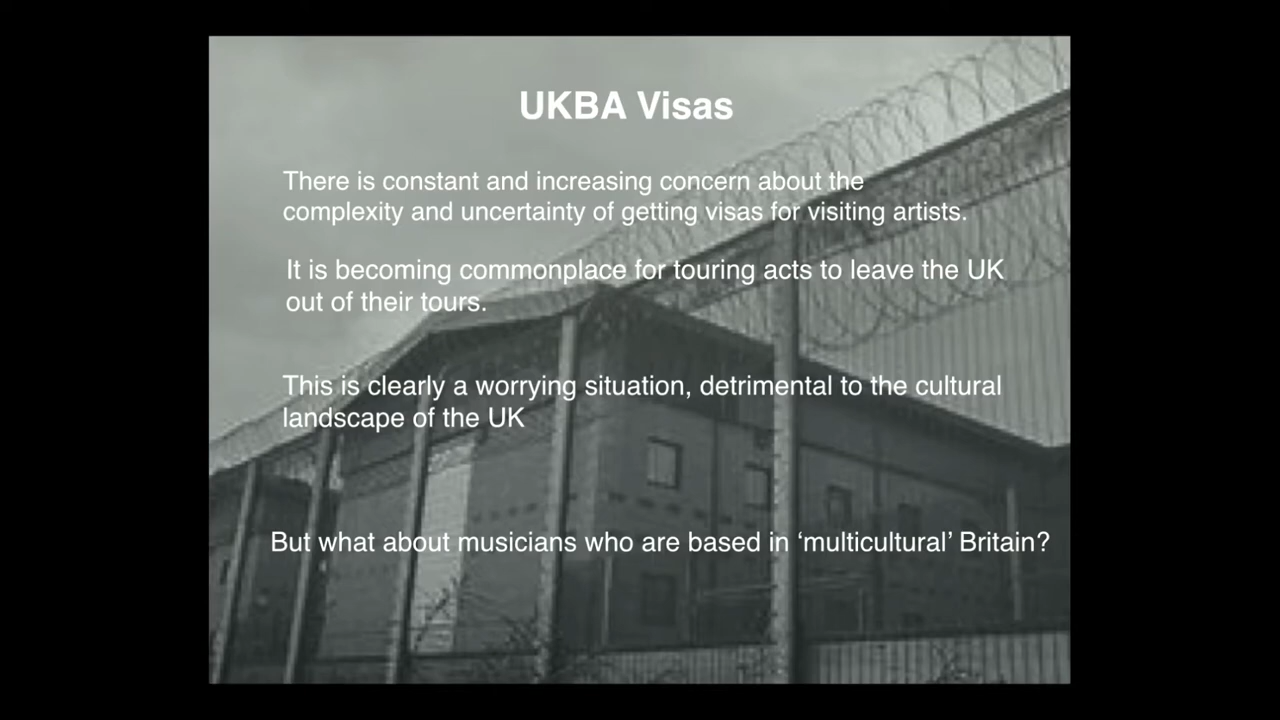 UKBA Visas
There is constant and increasing concern about the
complexity and uncertainty of getting visas for visiting artists.
It is becoming commonplace for touring acts to leave the UK
out of their tours.
This is clearly a worrying situation, detrimental to the cultural
landscape of the UK
But what about musicians who are based in ‘multicultural’ Britain?